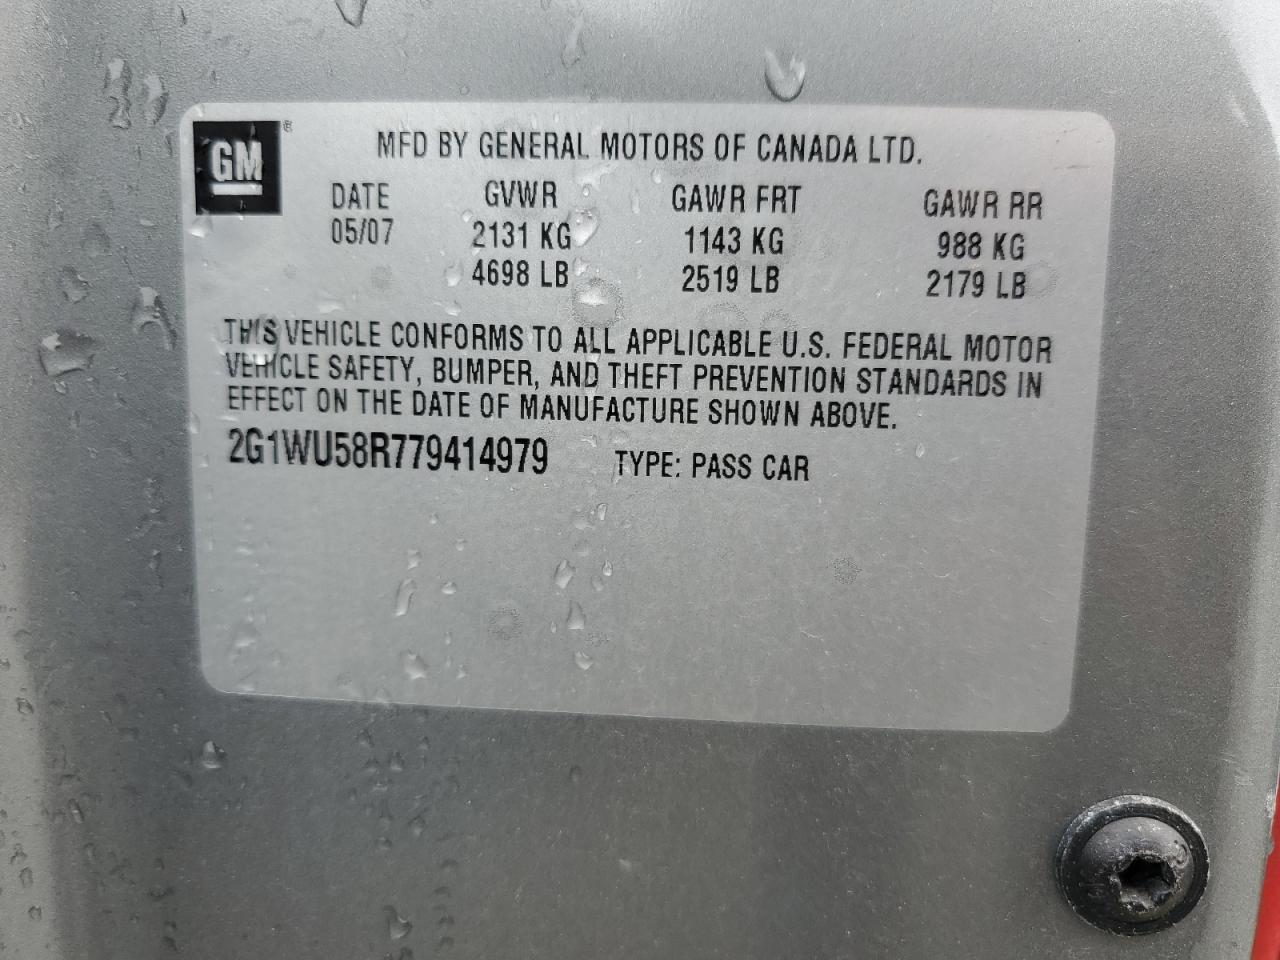 GM ®
MFD BY GENERAL MOTORS OF CANADA LTD.
DATE GVWR GAWR FRT GAWR RR
05/07 2131 KG 1143 KG 988 KG
4698 LB 2519 LB 2179 LB
THIS VEHICLE CONFORMS TO ALL APPLICABLE U.S. FEDERAL MOTOR
VEHICLE SAFETY, BUMPER, AND THEFT PREVENTION STANDARDS IN
EFFECT ON THE DATE OF MANUFACTURE SHOWN ABOVE.
2G1WU58R779414979 TYPE: PASS CAR